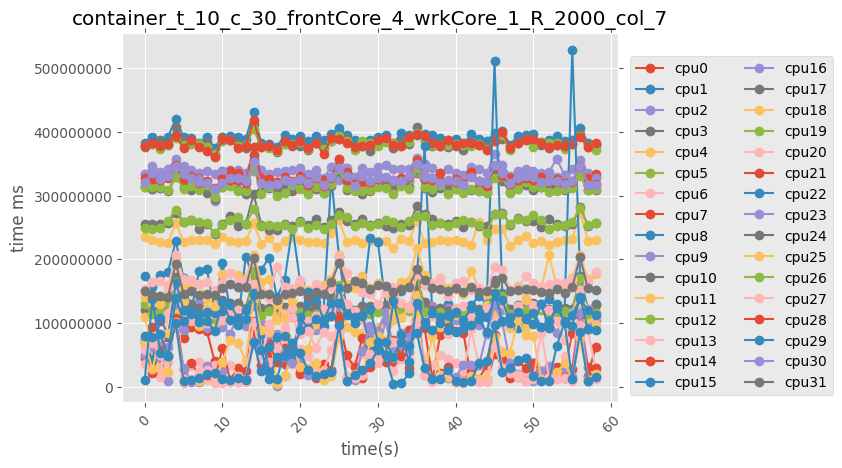 container_t_10_c_30_frontCore_4_wrkCore_1_R_2000_col_7
500000000
400000000
300000000
200000000
100000000
0
time ms
0
10
20
30
40
50
60
time(s)
cpu0
cpu1
cpu2
cpu3
cpu4
cpu5
cpu6
cpu7
cpu8
cpu9
cpu10
cpu11
cpu12
cpu13
cpu14
cpu15
cpu16
cpu17
cpu18
cpu19
cpu20
cpu21
cpu22
cpu23
cpu24
cpu25
cpu26
cpu27
cpu28
cpu29
cpu30
cpu31